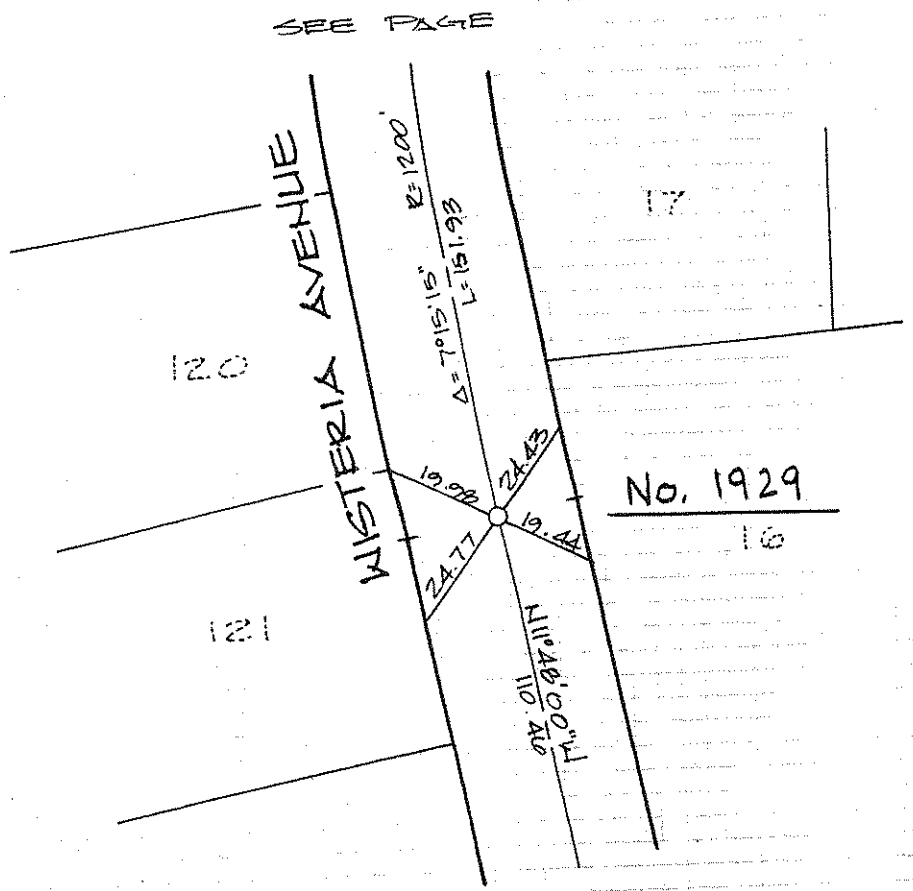 SEE PAGE
WISTERIA AVENUE
R=1200'
Δ=7°15'15"
L=151.93
17
120
19.98
24.43
No. 1929
16
24.77
19.44
121
N11°48'00"W
110.46